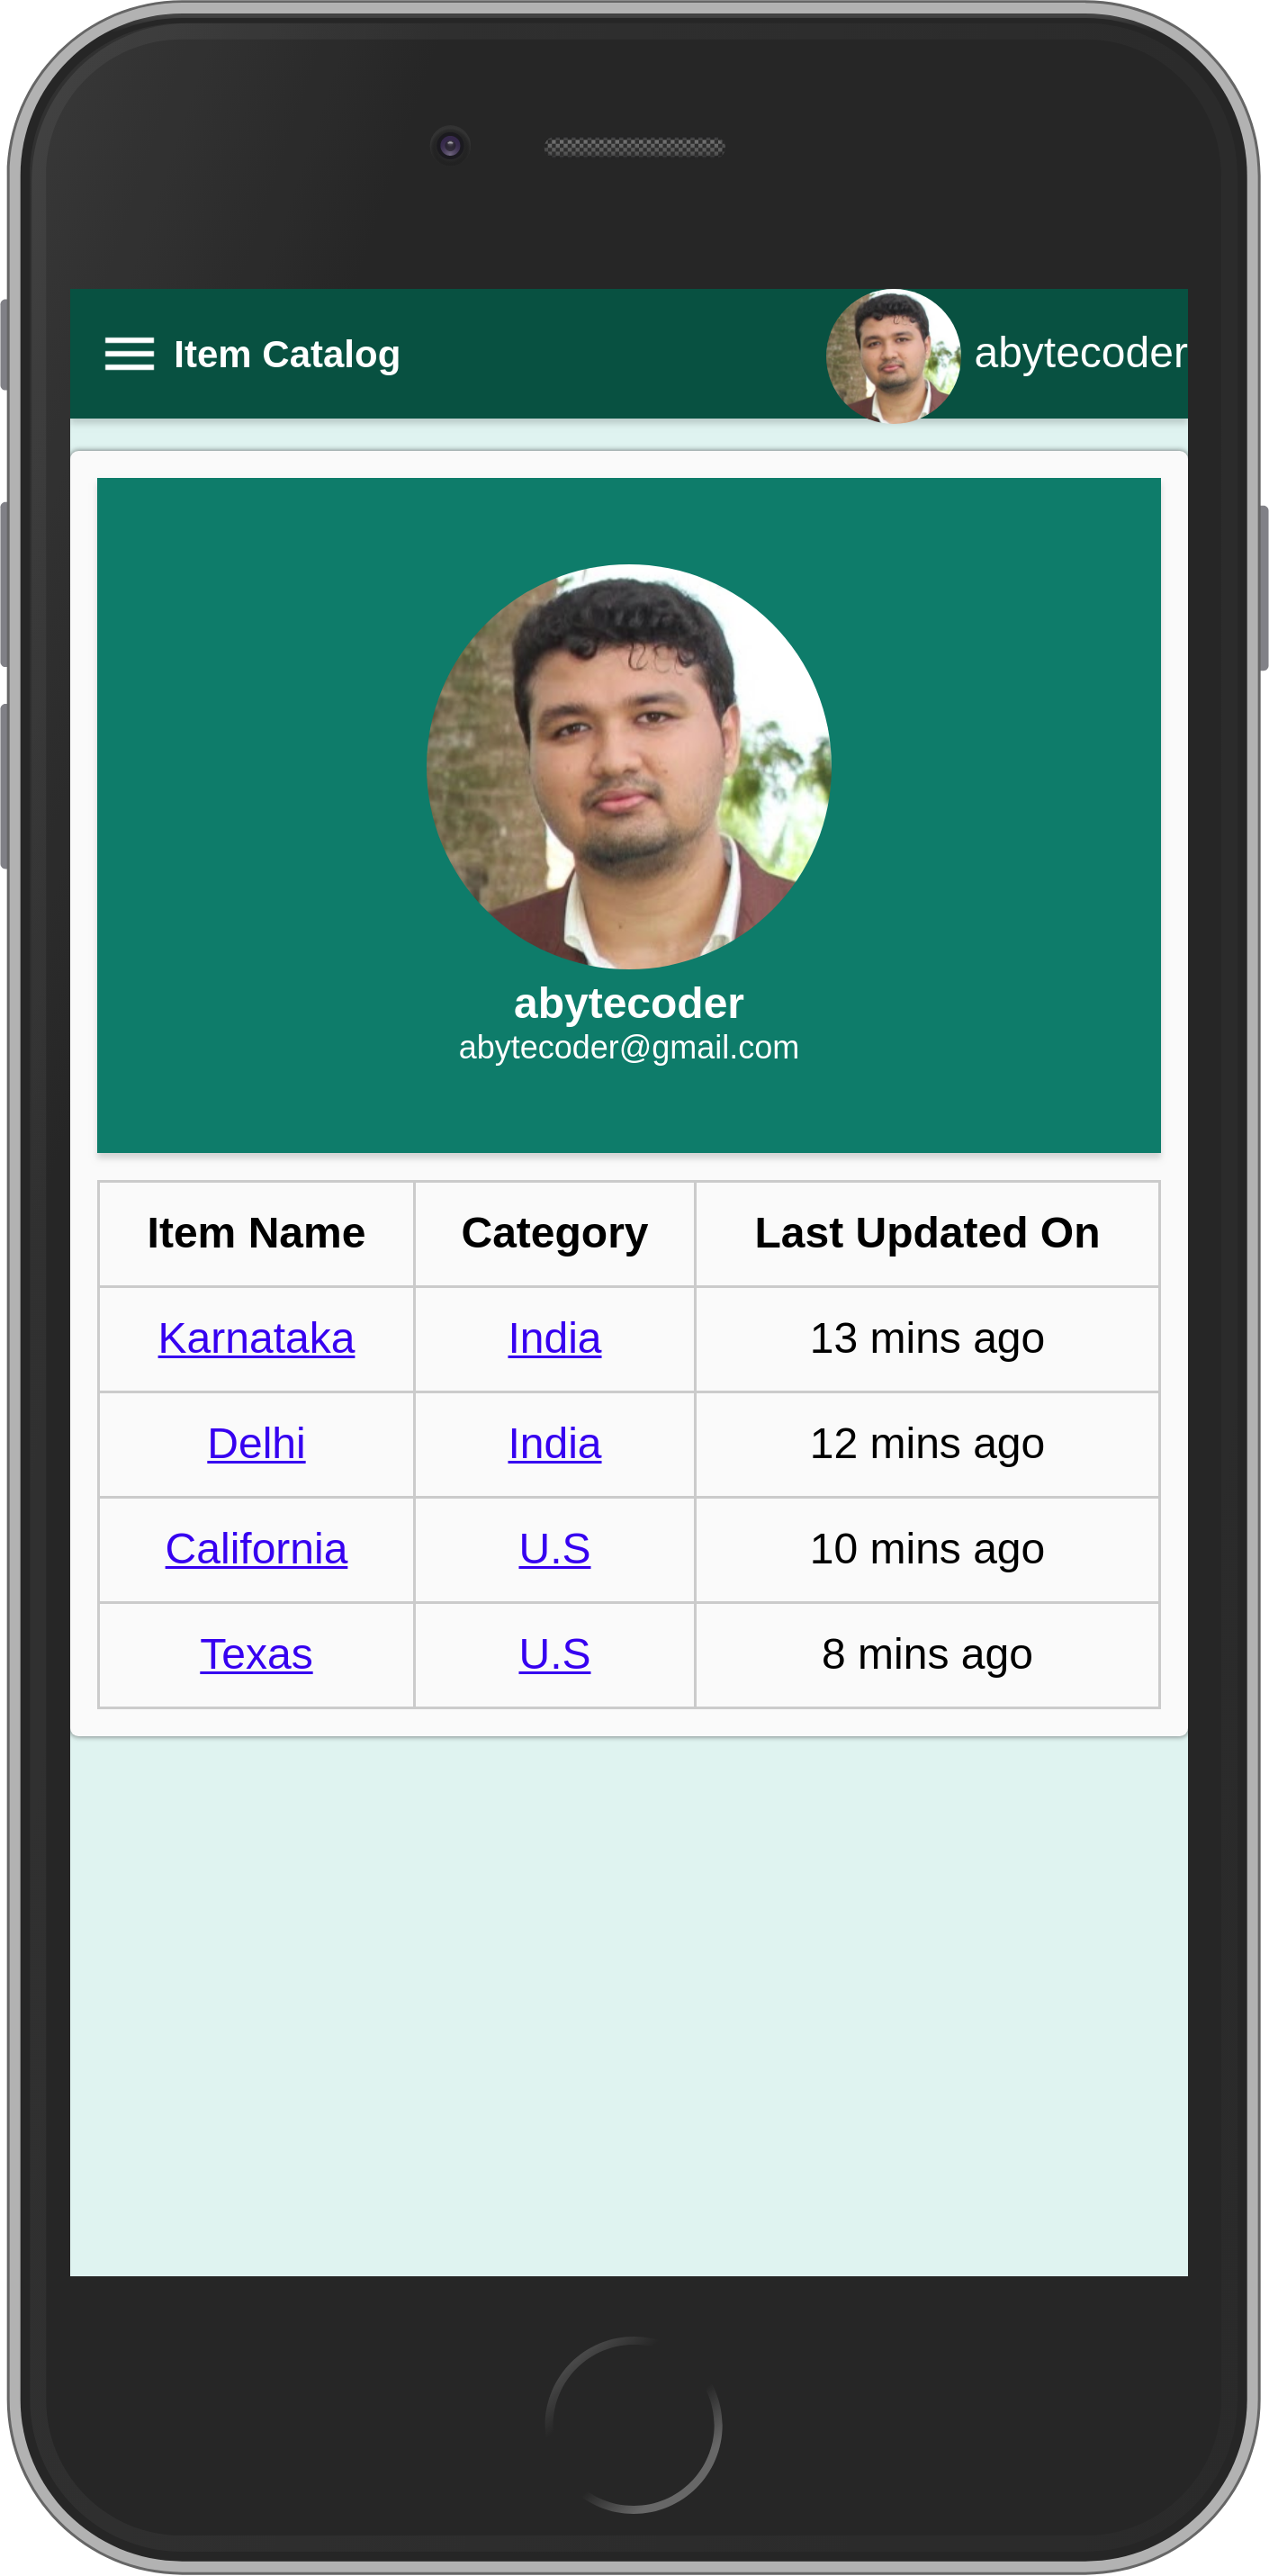 Item Catalog abytecoder
abytecoder
abytecoder@gmail.com
Item Name Category Last Updated On
Karnataka India 13 mins ago
Delhi India 12 mins ago
California U.S 10 mins ago
Texas U.S 8 mins ago